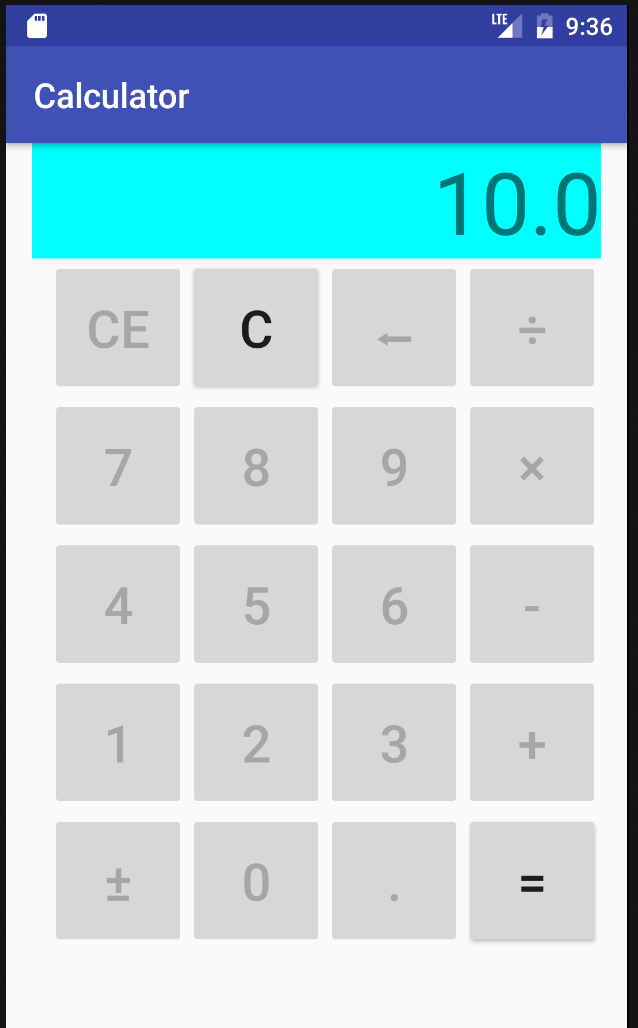 LTE 9:36
Calculator
10.0
CE C ← ÷
7 8 9 ×
4 5 6 -
1 2 3 +
± 0 . =